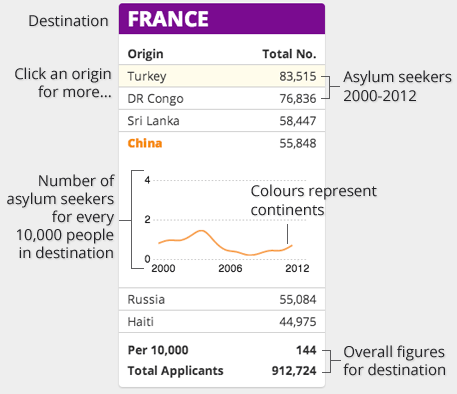 Destination
FRANCE
Origin Total No.
Click an origin
for more...
Turkey 83,515
DR Congo 76,836
Asylum seekers
2000-2012
Sri Lanka 58,447
China 55,848
Number of
asylum seekers
for every
10,000 people
in destination
4
2
0
Colours represent
continents
2000 2006 2012
Russia 55,084
Haiti 44,975
Per 10,000 144
Total Applicants 912,724
Overall figures
for destination